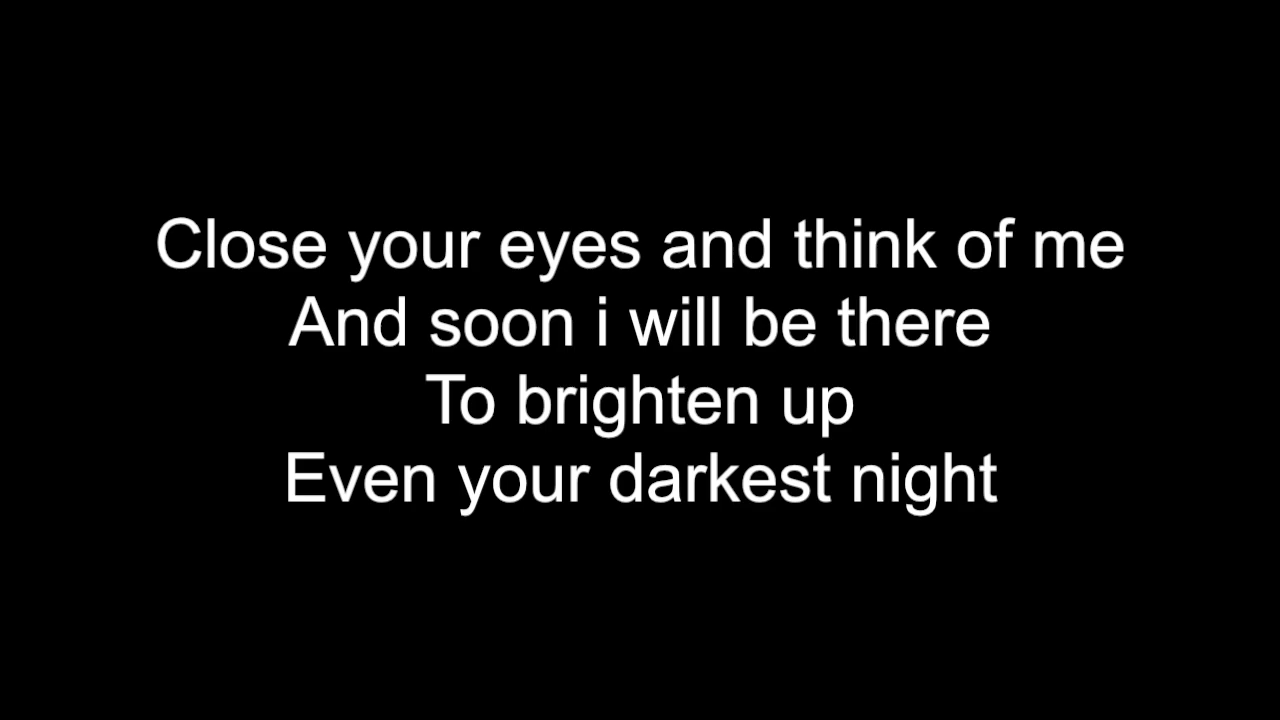 Close your eyes and think of me
And soon i will be there
To brighten up
Even your darkest night